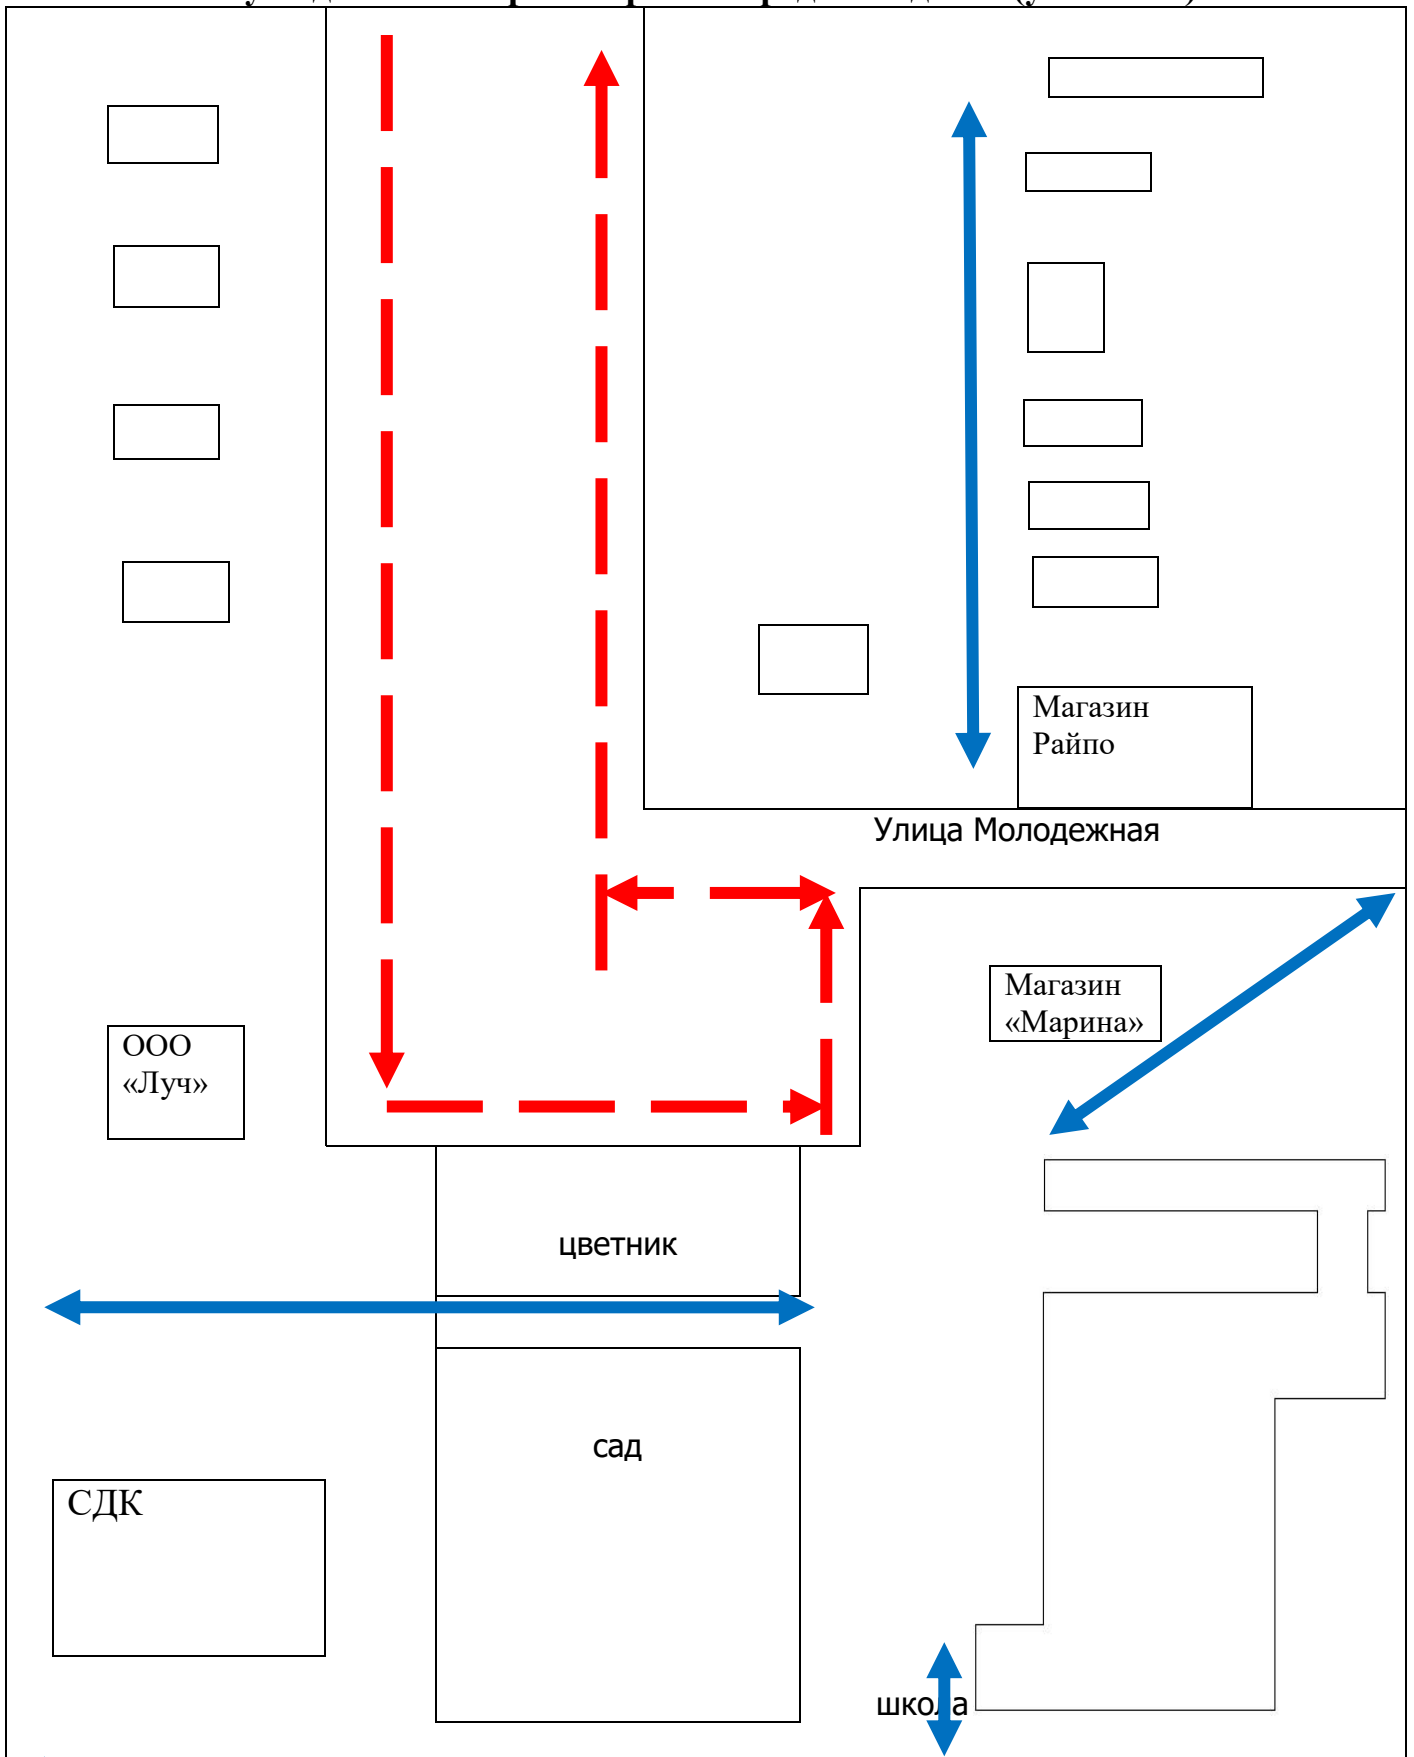 Магазин
Райпо
Улица Молодежная
Магазин
«Марина»
ООО
«Луч»
цветник
сад
СДК
школа